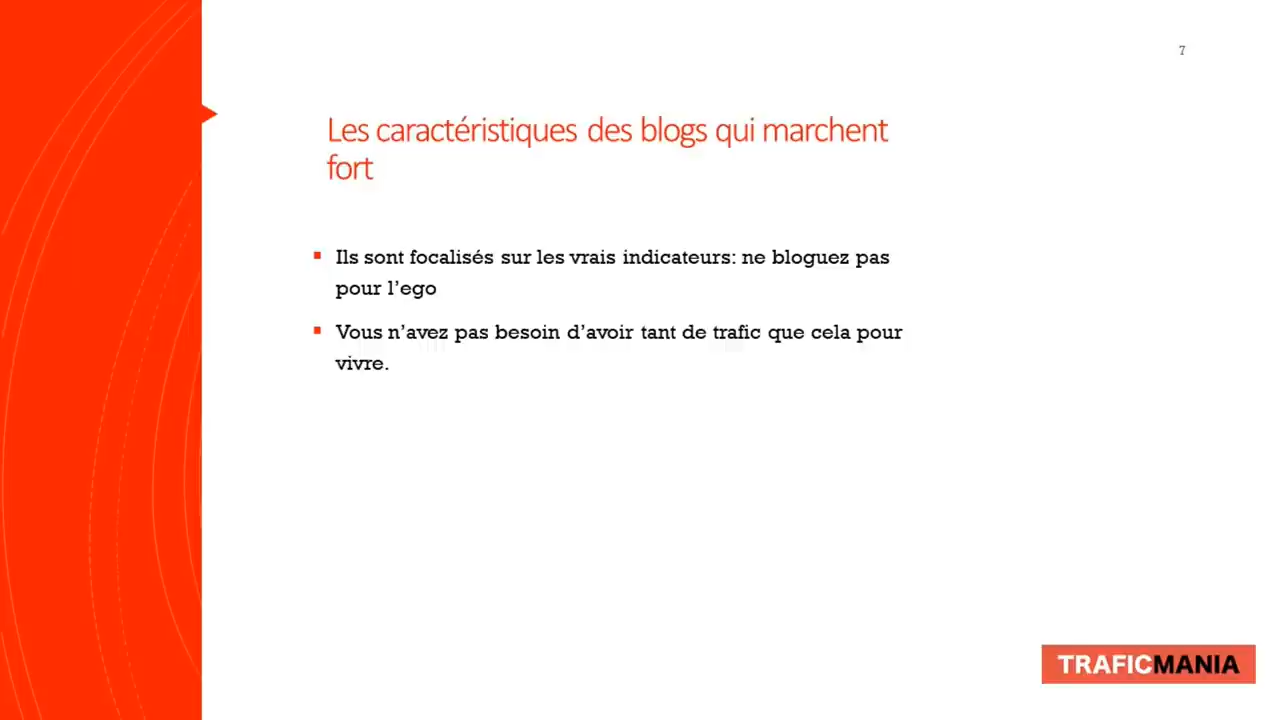 7
Les caractéristiques des blogs qui marchent
fort
Ils sont focalisés sur les vrais indicateurs: ne bloguez pas
pour l’ego
Vous n’avez pas besoin d’avoir tant de trafic que cela pour
vivre.
TRAFICMANIA